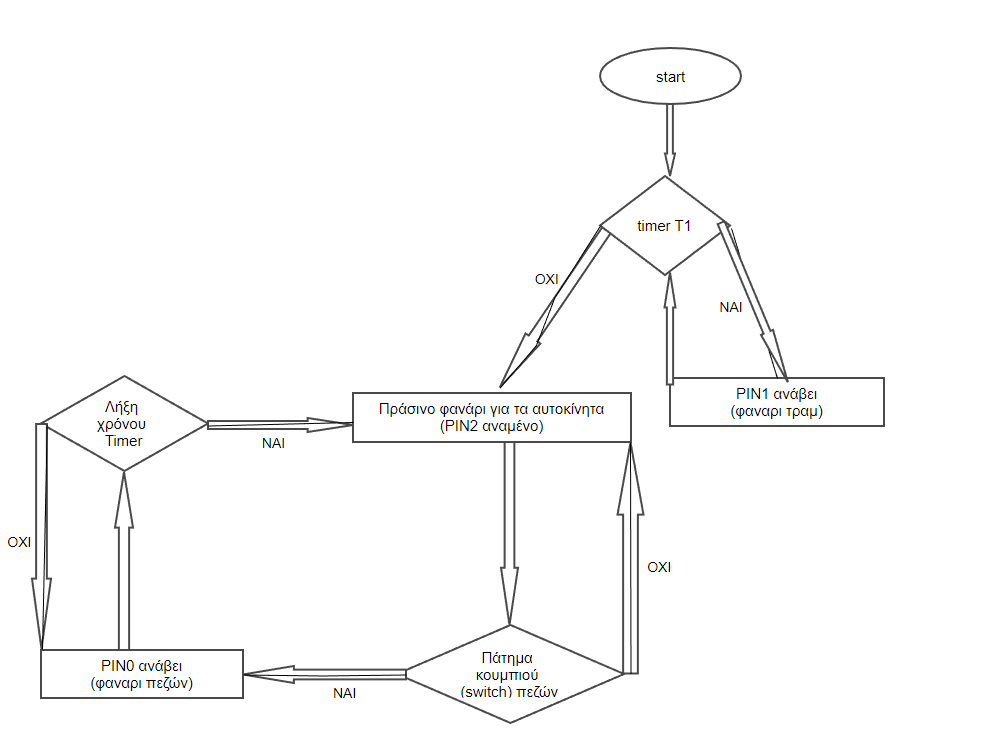 start
timer T1
ΟΧΙ
ΝΑΙ
PIN1 ανάβει
(φαναρι τραμ)
Πράσινο φανάρι για τα αυτοκίνητα
(PIN2 αναμένο)
Λήξη
χρόνου
Timer
ΝΑΙ
ΟΧΙ
ΟΧΙ
Πάτημα
κουμπιού
(switch) πεζών
ΝΑΙ
PIN0 ανάβει
(φαναρι πεζών)